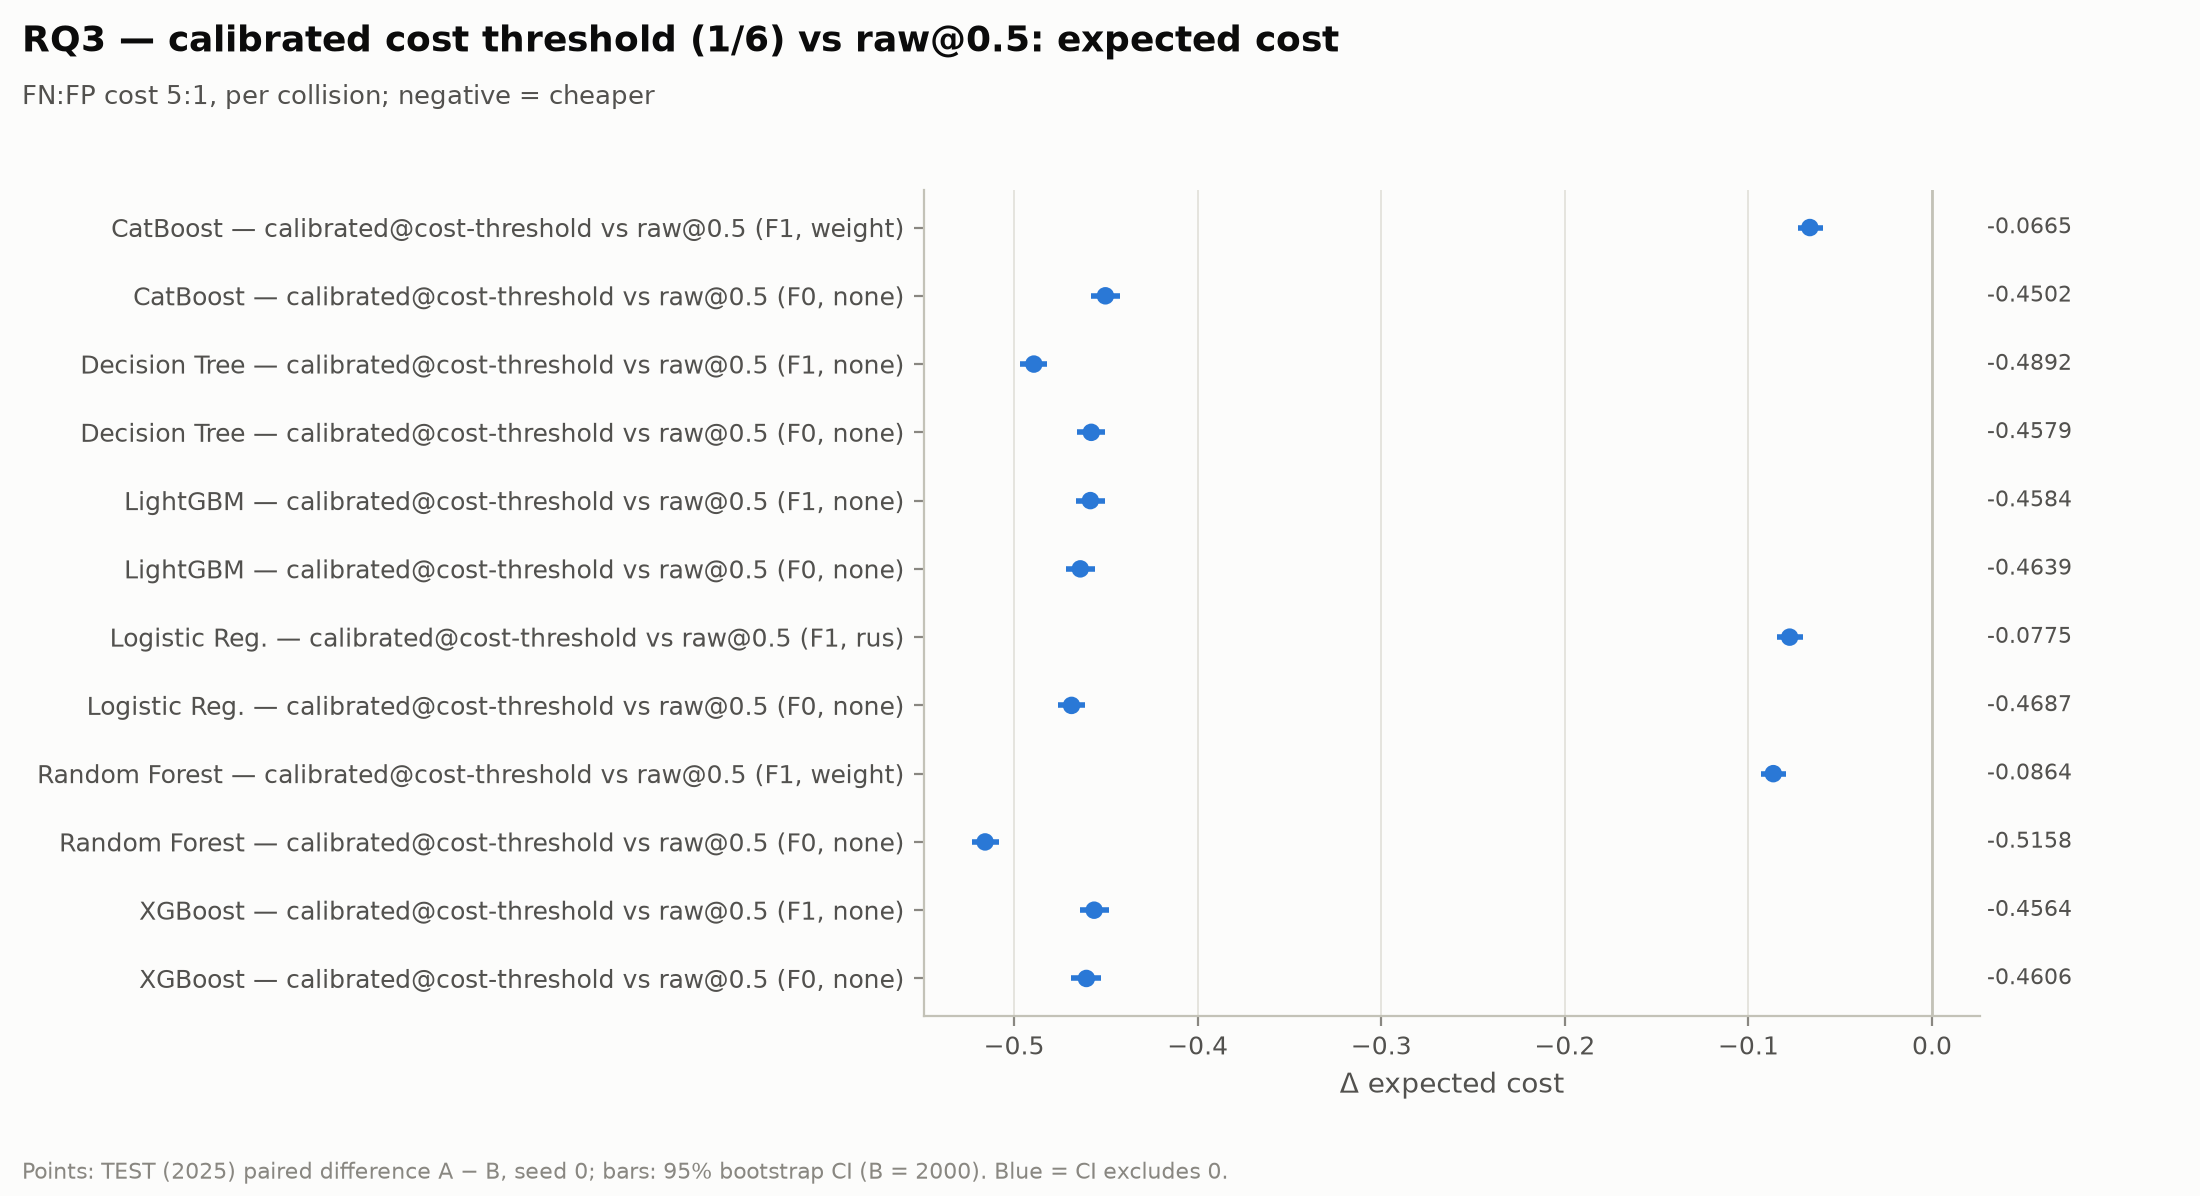 RQ3 — calibrated cost threshold (1/6) vs raw@0.5: expected cost
FN:FP cost 5:1, per collision; negative = cheaper
CatBoost — calibrated@cost-threshold vs raw@0.5 (F1, weight) -0.0665
CatBoost — calibrated@cost-threshold vs raw@0.5 (F0, none) -0.4502
Decision Tree — calibrated@cost-threshold vs raw@0.5 (F1, none) -0.4892
Decision Tree — calibrated@cost-threshold vs raw@0.5 (F0, none) -0.4579
LightGBM — calibrated@cost-threshold vs raw@0.5 (F1, none) -0.4584
LightGBM — calibrated@cost-threshold vs raw@0.5 (F0, none) -0.4639
Logistic Reg. — calibrated@cost-threshold vs raw@0.5 (F1, rus) -0.0775
Logistic Reg. — calibrated@cost-threshold vs raw@0.5 (F0, none) -0.4687
Random Forest — calibrated@cost-threshold vs raw@0.5 (F1, weight) -0.0864
Random Forest — calibrated@cost-threshold vs raw@0.5 (F0, none) -0.5158
XGBoost — calibrated@cost-threshold vs raw@0.5 (F1, none) -0.4564
XGBoost — calibrated@cost-threshold vs raw@0.5 (F0, none) -0.4606
−0.5 −0.4 −0.3 −0.2 −0.1 0.0
Δ expected cost
Points: TEST (2025) paired difference A − B, seed 0; bars: 95% bootstrap CI (B = 2000). Blue = CI excludes 0.